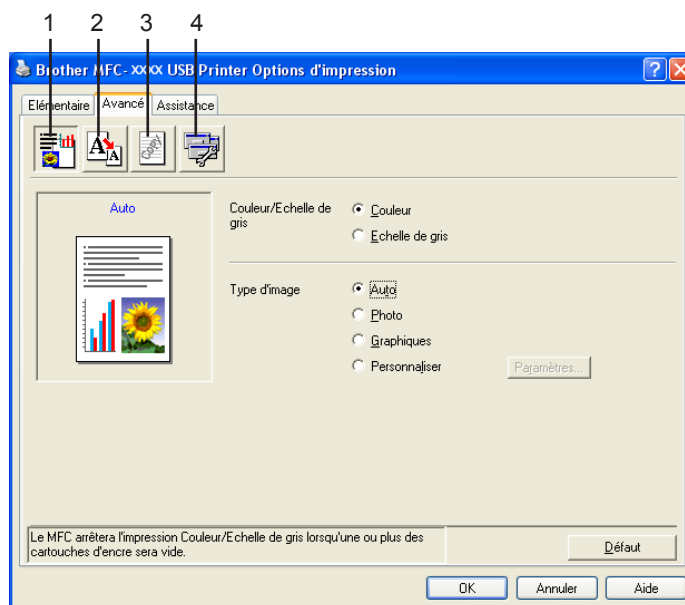 1 2 3 4
Brother MFC- XXXX USB Printer Options d'impression
Elémentaire Avancé Assistance
Auto
Couleur/Echelle de
gris
Couleur
Echelle de gris
Type d'image
Auto
Photo
Graphiques
Personnaliser
Paramètres...
Le MFC arrêtera l'impression Couleur/Echelle de gris lorsqu'une ou plus des
cartouches d'encre sera vide.
Défaut
OK Annuler Aide